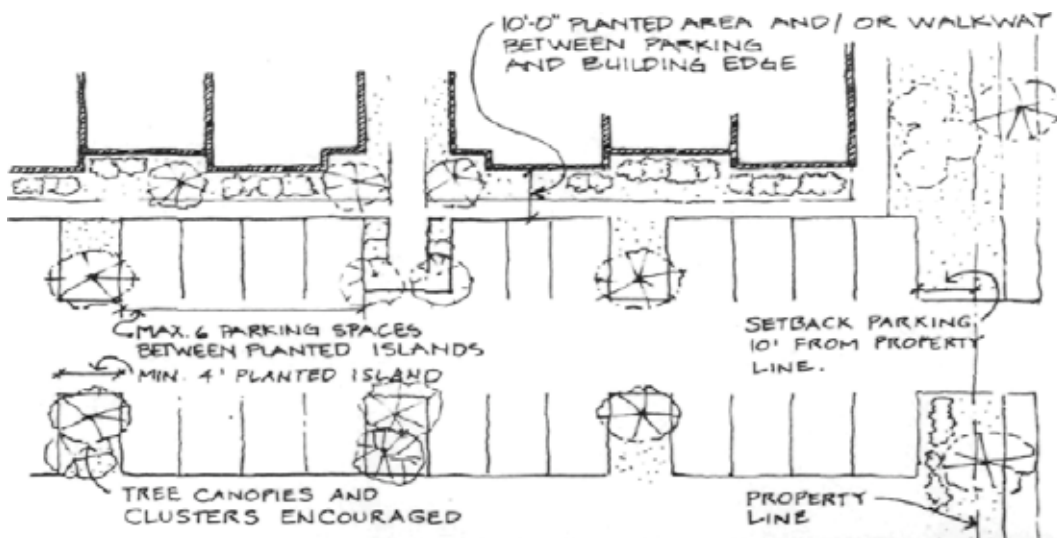 10'-0" PLANTED AREA AND/OR WALKWAY
BETWEEN PARKING
AND BUILDING EDGE
MAX. 6 PARKING SPACES
BETWEEN PLANTED ISLANDS
MIN. 4' PLANTED ISLAND
SETBACK PARKING
10' FROM PROPERTY
LINE.
TREE CANOPIES AND
CLUSTERS ENCOURAGED
PROPERTY
LINE